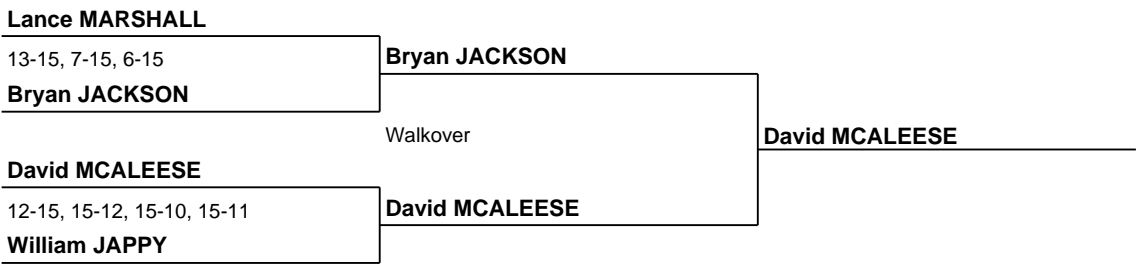 Lance MARSHALL
13-15, 7-15, 6-15
Bryan JACKSON
Bryan JACKSON
Walkover
David MCALEESE
David MCALEESE
12-15, 15-12, 15-10, 15-11
David MCALEESE
William JAPPY